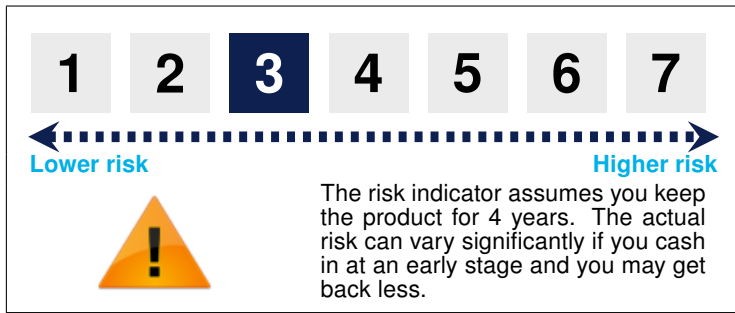 1 2 3 4 5 6 7
Lower risk Higher risk
The risk indicator assumes you keep
the product for 4 years. The actual
risk can vary significantly if you cash
in at an early stage and you may get
back less.